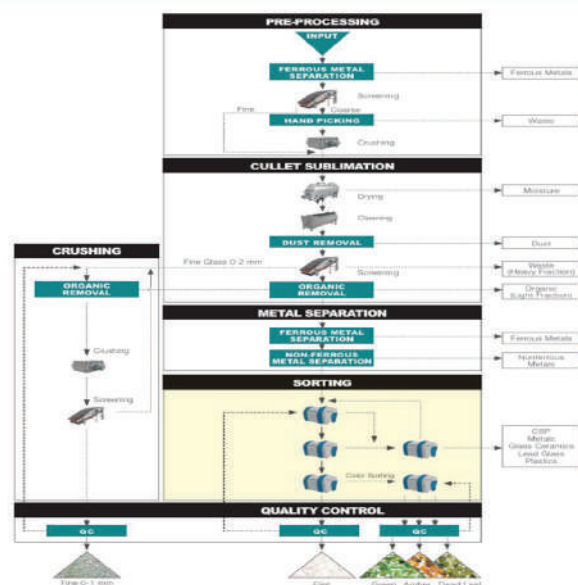 PRE-PROCESSING
INPUT
FERROUS METAL
SEPARATION
Ferrous Metals
Screening
Fine
Coarse
HAND PICKING
Waste
Crushing
CULLET SUBLIMATION
Drying
Moisture
Cleaning
DUST REMOVAL
Dust
CRUSHING
Fine Glass 0-2 mm
Screening
Waste
(Heavy Fraction)
ORGANIC
REMOVAL
ORGANIC
REMOVAL
Organic
(Light Fraction)
METAL SEPARATION
FERROUS METAL
SEPARATION
Ferrous Metals
Crushing
NON-FERROUS
METAL SEPARATION
Nonferrous
Metals
SORTING
Screening
CSP
Metals
Glass Ceramics
Lead Glass
Plastics
Color Sorting
QUALITY CONTROL
QC
QC
QC
Fine 0-1 mm
Flint
Green
Amber
Dead Leaf